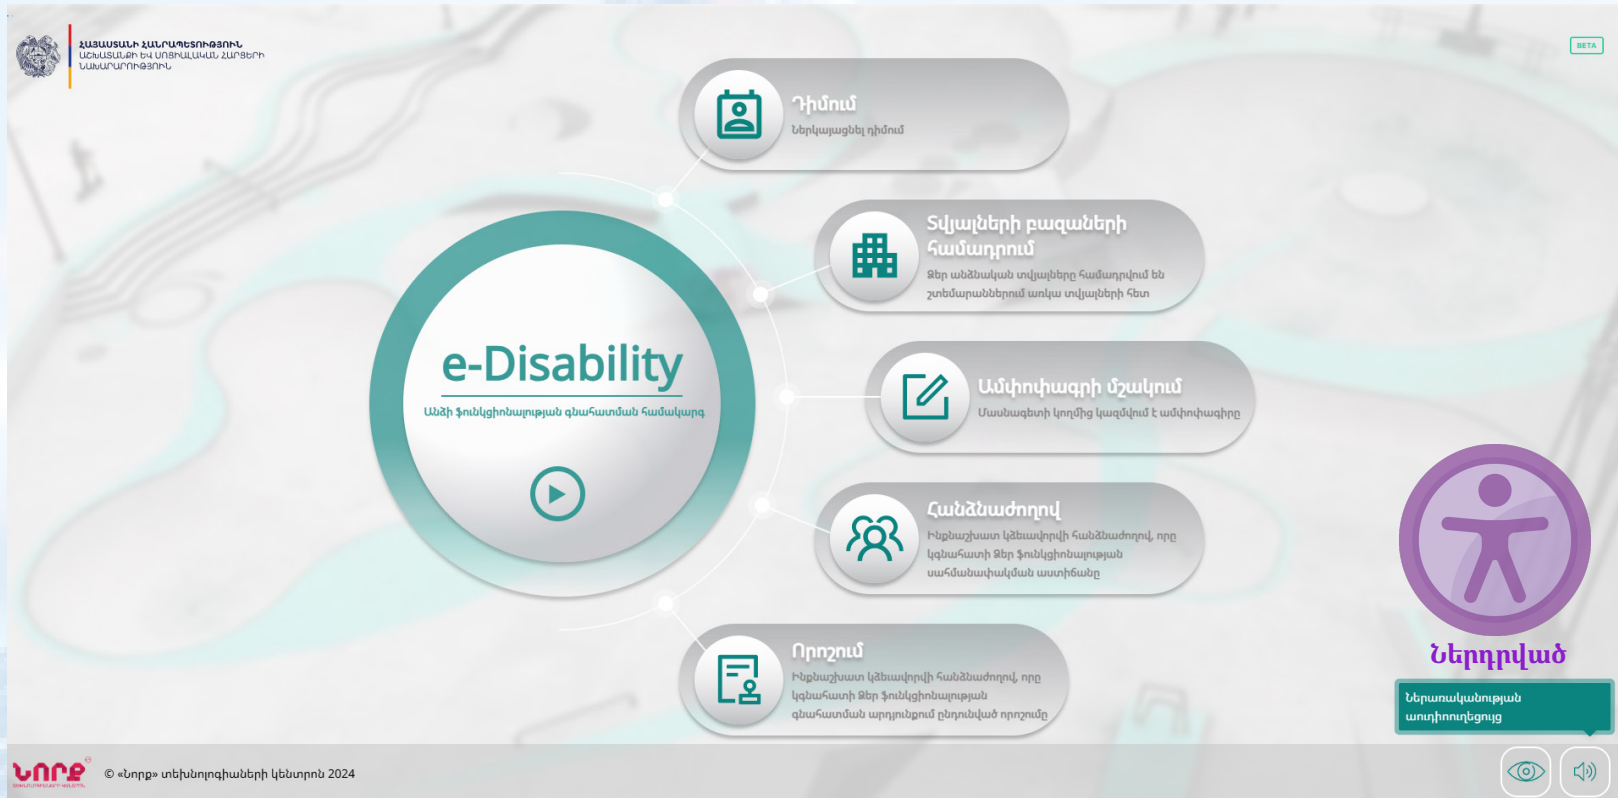 ՀԱՅԱՍՏԱՆԻ ՀԱՆՐԱՊԵՏՈՒԹՅՈՒՆ
ԱՇԽԱՏԱՆՔԻ ԵՎ ՍՈՑԻԱԼԱԿԱՆ ՀԱՐՑԵՐԻ
ՆԱԽԱՐԱՐՈՒԹՅՈՒՆ
BETA
Դիմում
Ներկայացնել դիմում
Տվյալների բազաների
համադրում
Ձեր անձնական տվյալները համադրվում են
շտեմարաններում առկա տվյալների հետ
e-Disability
Անձի ֆունկցիոնալության գնահատման համակարգ
Ամփոփագրի մշակում
Մասնագետի կողմից կազմվում է ամփոփագիրը
Հանձնաժողով
Ինքնաշխատ կձեւավորվի հանձնաժողով, որը
կգնահատի Ձեր ֆունկցիոնալության
սահմանափակման աստիճանը
Որոշում
Ինքնաշխատ կձեւավորվի հանձնաժողով, որը
կգնահատի Ձեր ֆունկցիոնալության
գնահատման արդյունքում ընդունված որոշումը
Ներդրված
Ներառականության
աուդիոուղեցույց
ՆՈՐՔ
© «Նորք» տեխնոլոգիաների կենտրոն 2024